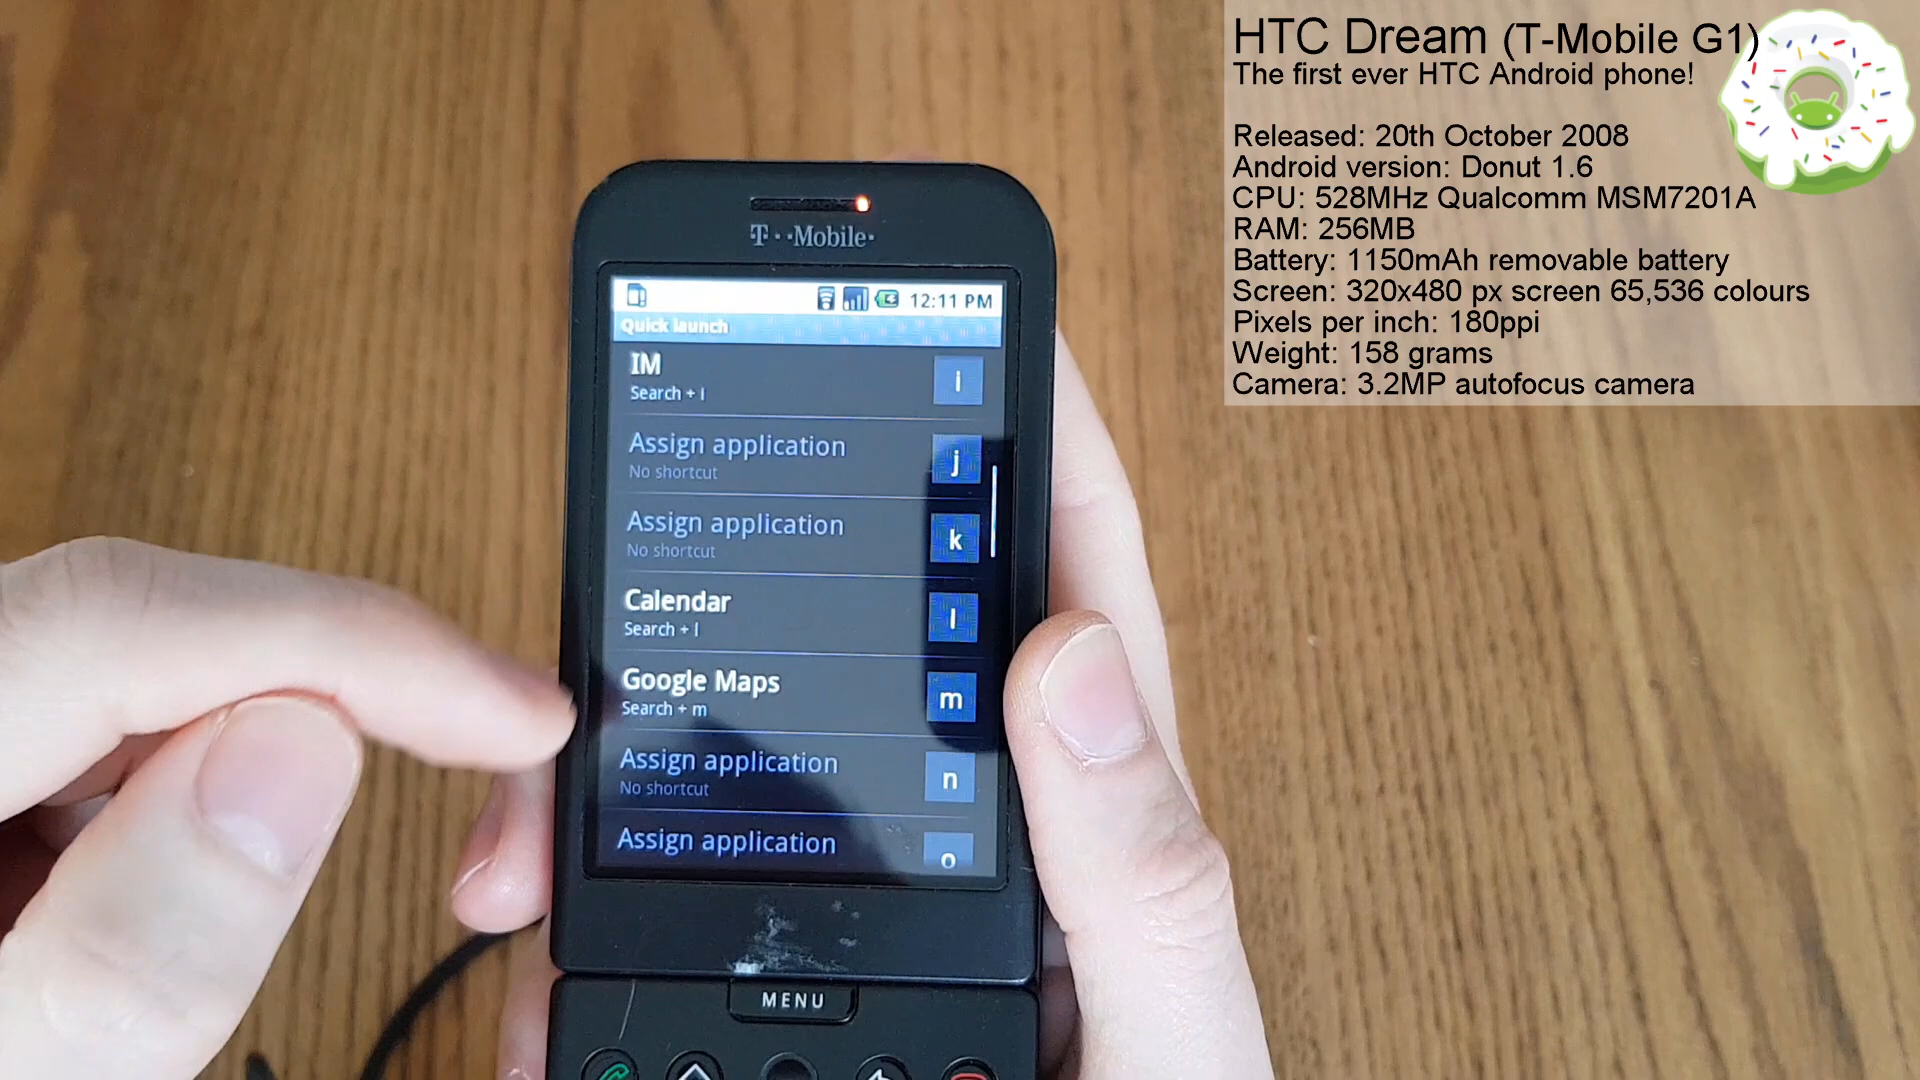 HTC Dream (T-Mobile G1)
The first ever HTC Android phone!
Released: 20th October 2008
Android version: Donut 1.6
CPU: 528MHz Qualcomm MSM7201A
RAM: 256MB
Battery: 1150mAh removable battery
Screen: 320x480 px screen 65,536 colours
Pixels per inch: 180ppi
Weight: 158 grams
Camera: 3.2MP autofocus camera
T··Mobile·
12:11 PM
Quick launch
IM
Search + i
i
Assign application
No shortcut
j
Assign application
No shortcut
k
Calendar
Search + l
l
Google Maps
Search + m
m
Assign application
No shortcut
n
Assign application
o
MENU